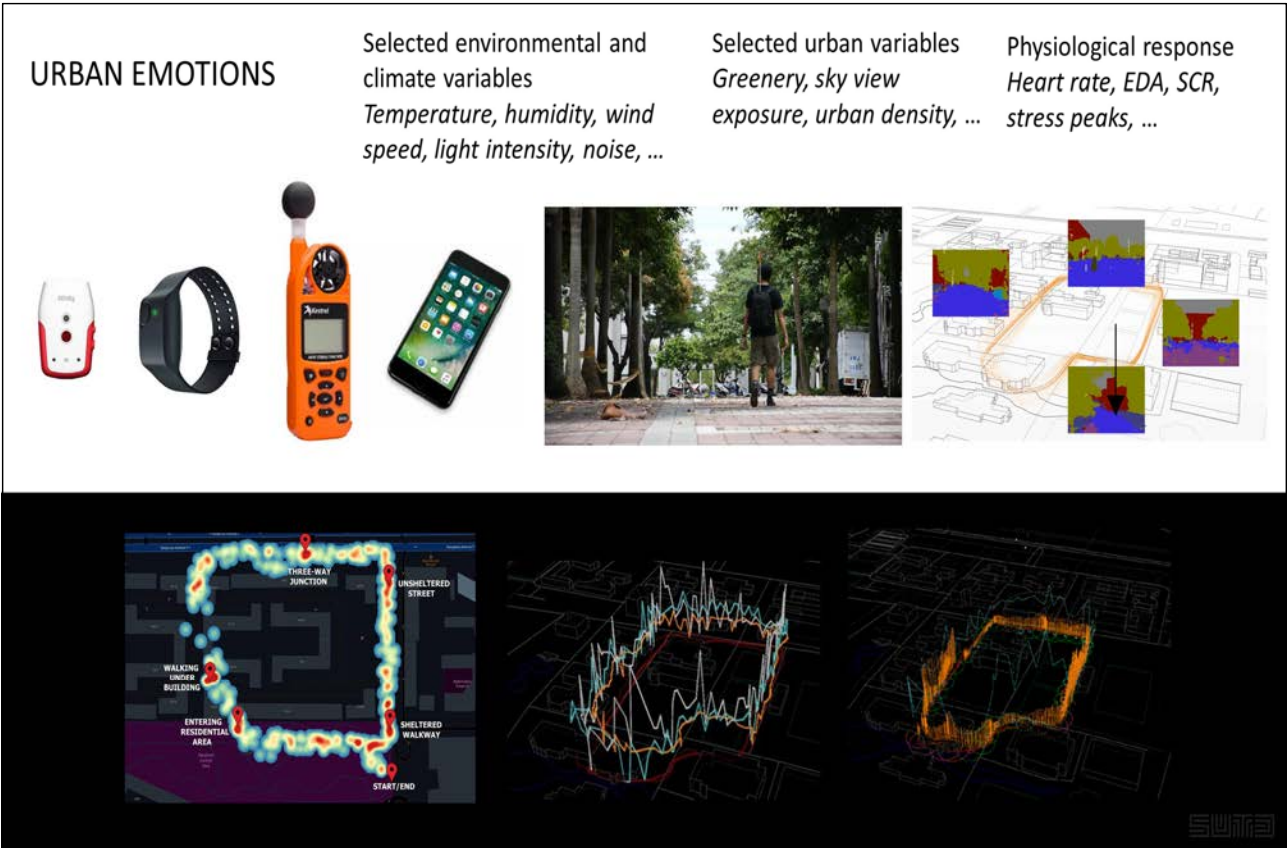 URBAN EMOTIONS
Selected environmental and
climate variables
Temperature, humidity, wind
speed, light intensity, noise, ...
Selected urban variables
Greenery, sky view
exposure, urban density, ...
Physiological response
Heart rate, EDA, SCR,
stress peaks, ...
Kestrel
THREE-WAY
JUNCTION
UNSHELTERED
STREET
WALKING
UNDER
BUILDING
ENTERING
RESIDENTIAL
AREA
SHELTERED
WALKWAY
START/END
SUTD